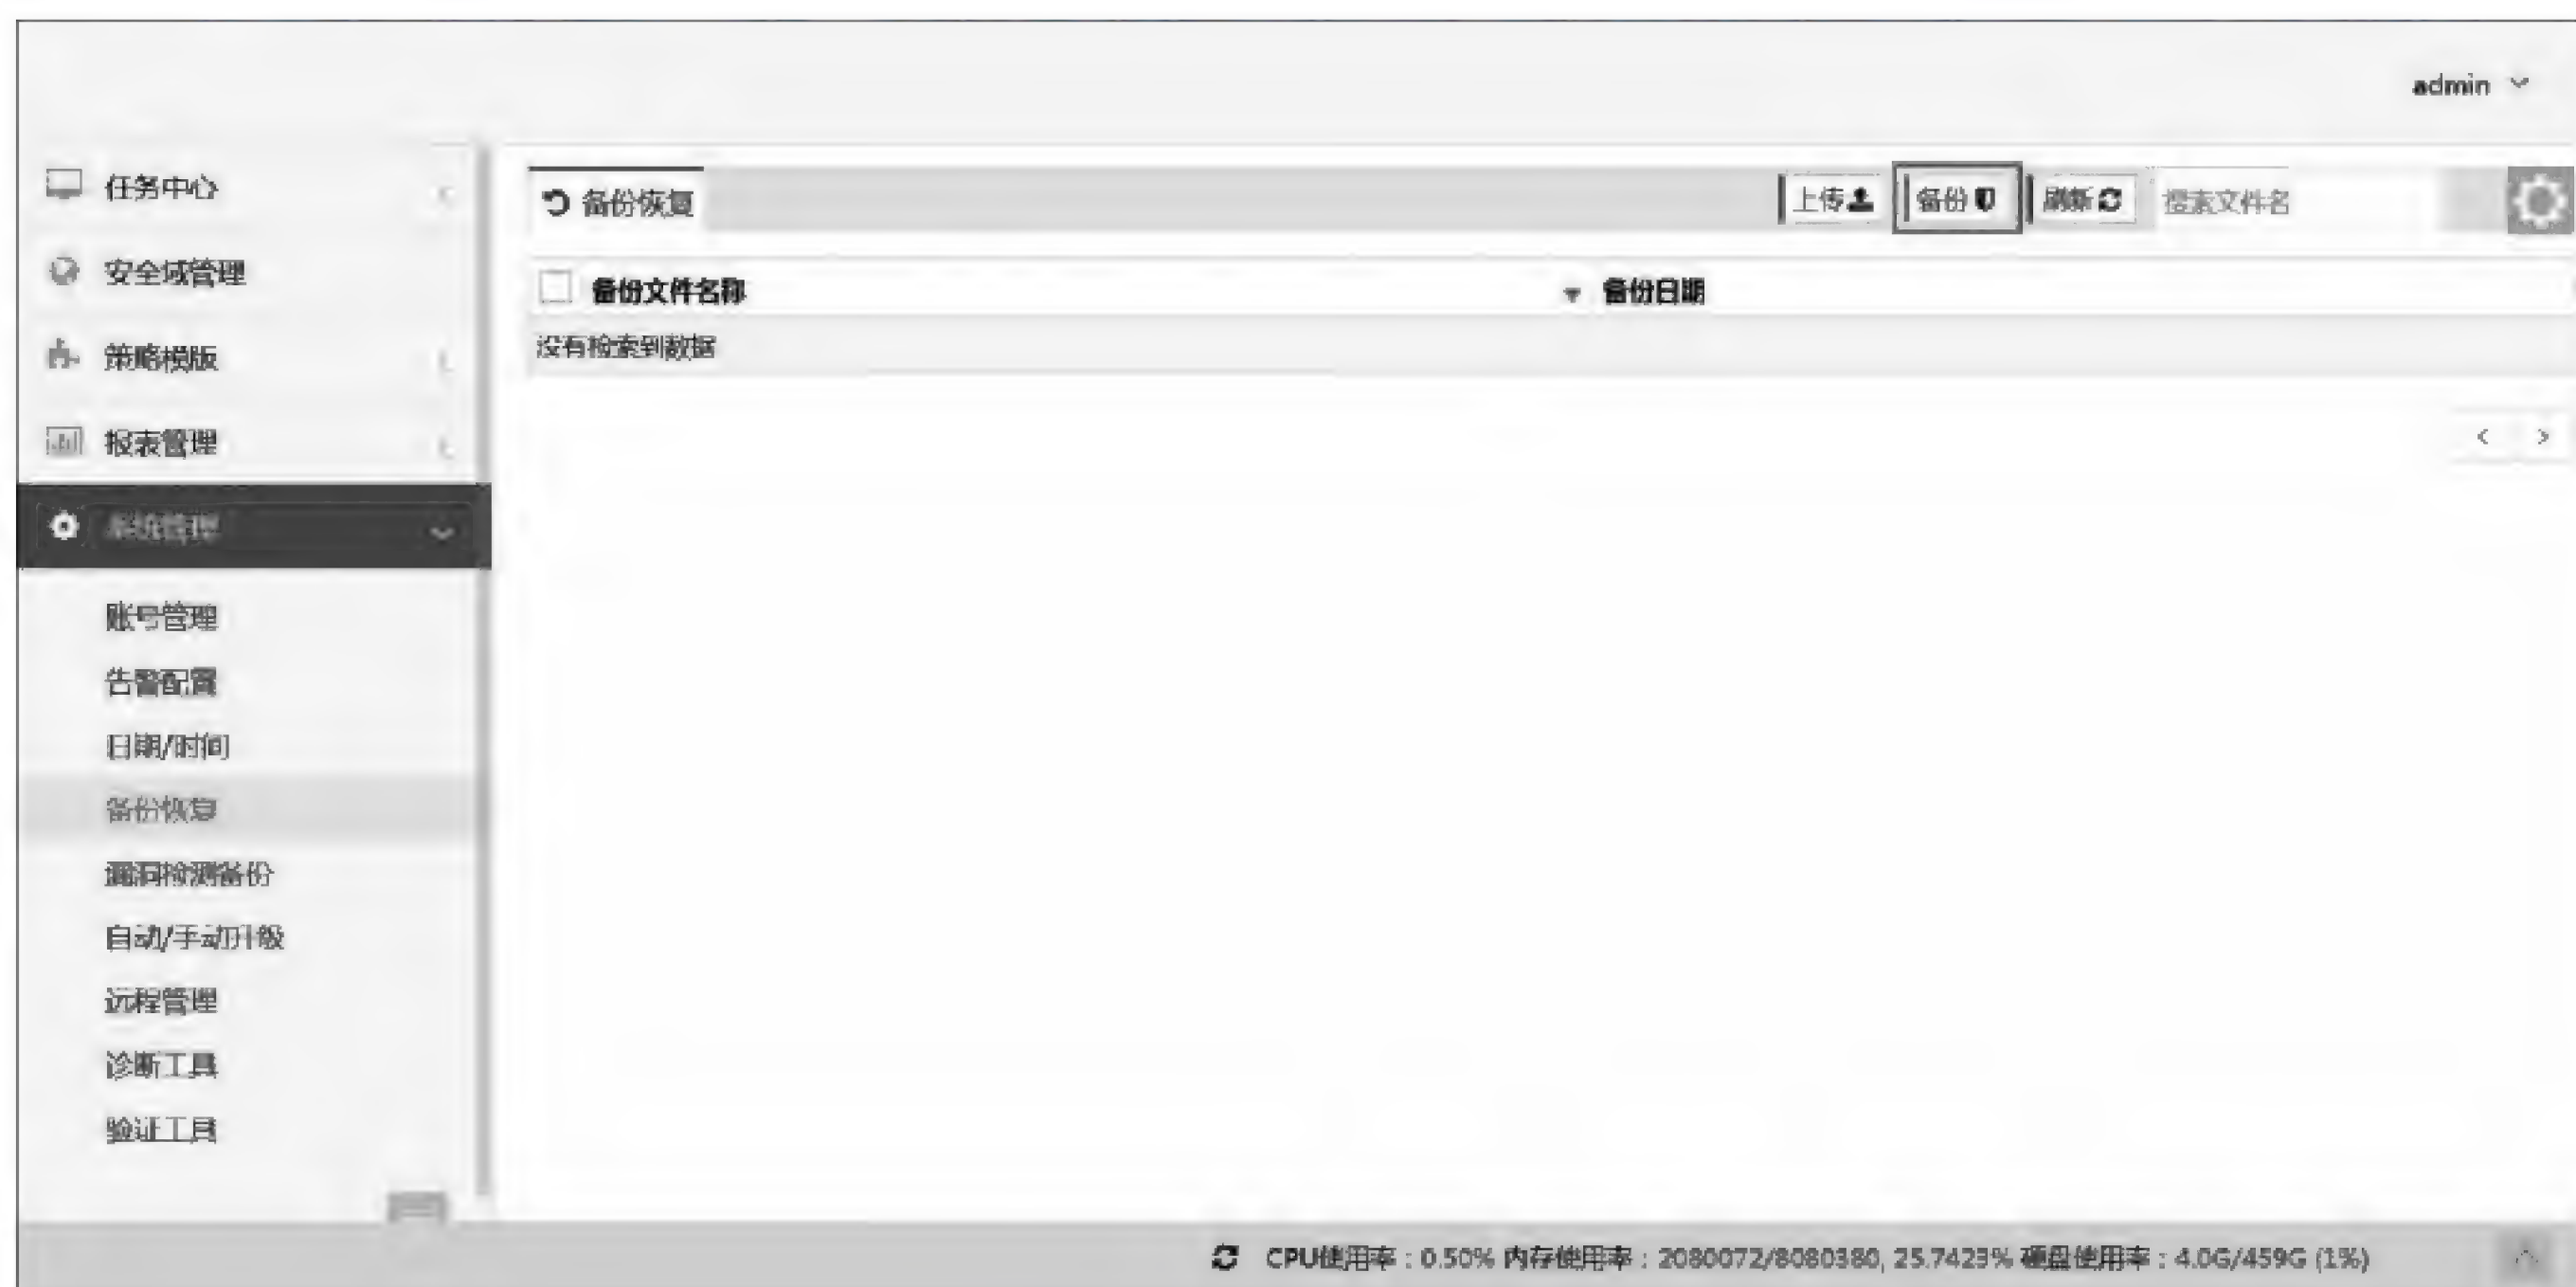 admin
任务中心
安全域管理
策略模版
报表管理
系统管理
账号管理
告警配置
日期/时间
备份恢复
漏洞检测备份
自动/手动升级
远程管理
诊断工具
验证工具
备份恢复
上传 备份 刷新 搜索文件名
备份文件名称 备份日期
没有检索到数据
CPU使用率：0.50% 内存使用率：2080072/8080380, 25.7423% 硬盘使用率：4.0G/459G (1%)